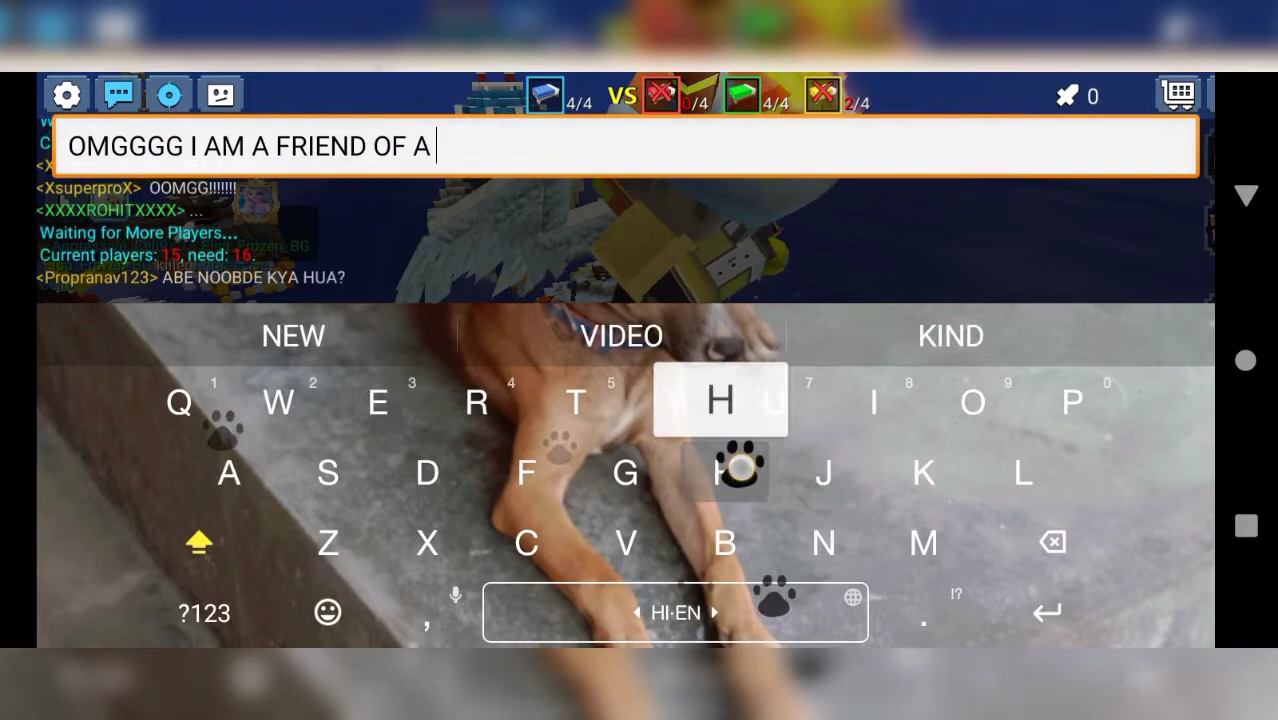 4/4 VS 0/4 4/4 2/4 0
OMGGGG I AM A FRIEND OF A
<XsuperproX> OOMGG!!!!!!!
<XXXXROHITXXXX> ...
Waiting for More Players...
Current players: 15, need: 16.
<Propranav123> ABE NOOBDE KYA HUA?
NEW VIDEO KIND
1 2 3 4 5 7 8 9 0
Q W E R T H U I O P
A S D F G H J K L
Z X C V B N M
?123 , HI·EN . !?